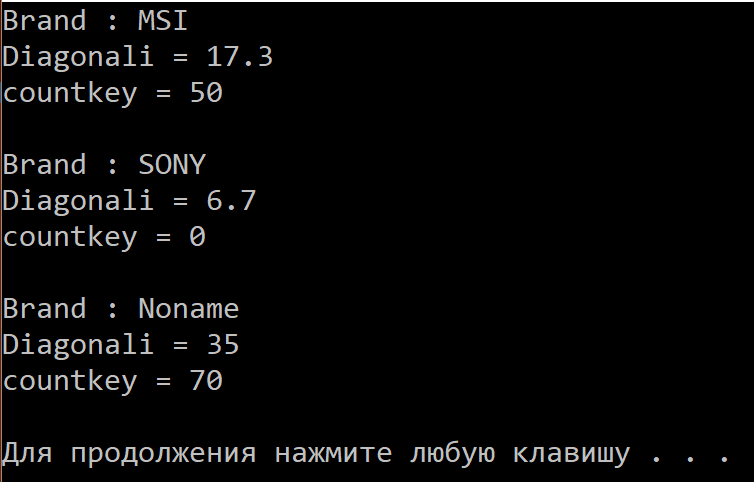 Brand : MSI
Diagonali = 17.3
countkey = 50
Brand : SONY
Diagonali = 6.7
countkey = 0
Brand : Noname
Diagonali = 35
countkey = 70
Для продолжения нажмите любую клавишу . . .